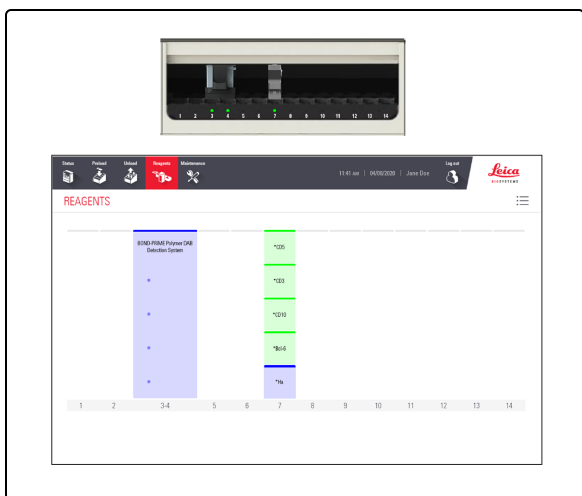 1 2 3 4 5 6 7 8 9 10 11 12 13 14
Status Preload Unload Reagents Maintenance
11:41 AM | 04/08/2020 | Jane Doe
Log out
Leica
BIOSYSTEMS
REAGENTS
BOND-PRIME Polymer DAB
Detection System
*
*
*
*
*CD5
*CD3
*CD10
*Bcl-6
*Hs
1 2 3-4 5 6 7 8 9 10 11 12 13 14